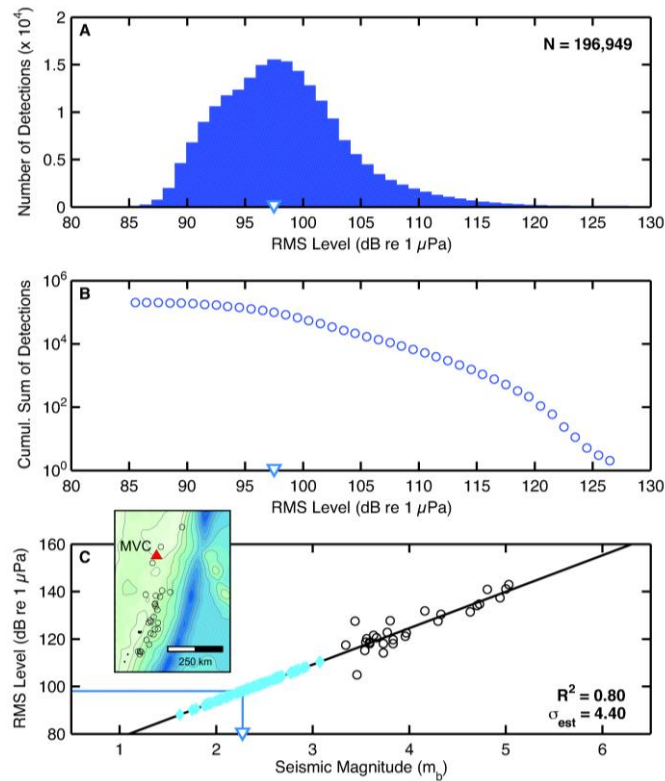 A
N = 196,949
Number of Detections (x 10⁴)
2
1.5
1
0.5
0
80 85 90 95 100 105 110 115 120 125 130
RMS Level (dB re 1 µPa)
B
Cumul. Sum of Detections
10⁶
10⁴
10²
10⁰
80 85 90 95 100 105 110 115 120 125 130
RMS Level (dB re 1 µPa)
MVC
250 km
C
RMS Level (dB re 1 µPa)
160
140
120
100
80
R² = 0.80
σest = 4.40
1 2 3 4 5 6
Seismic Magnitude (mb)